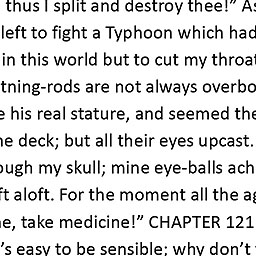 thus I split and destroy thee!” As
left to fight a Typhoon which had
in this world but to cut my throat
tning-rods are not always overbo
e his real stature, and seemed the
he deck; but all their eyes upcast.
ough my skull; mine eye-balls ach
ft aloft. For the moment all the ag
ne, take medicine!” CHAPTER 121
’s easy to be sensible; why don’t